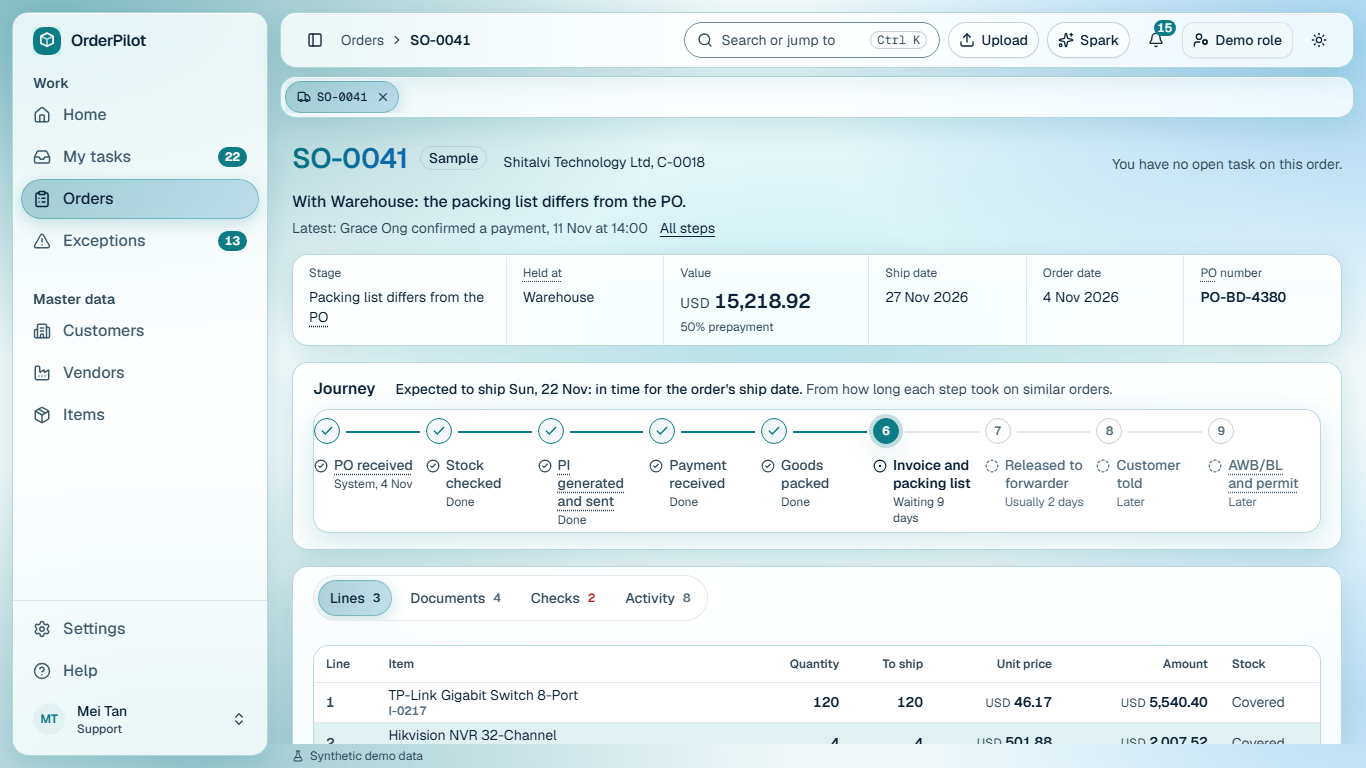 OrderPilot
Work
Home
My tasks 22
Orders
Exceptions 13
Master data
Customers
Vendors
Items
Settings
Help
MT
Mei Tan
Support
Orders > SO-0041
Search or jump to Ctrl K
Upload
Spark
15
Demo role
SO-0041
SO-0041 Sample Shitalvi Technology Ltd, C-0018
You have no open task on this order.
With Warehouse: the packing list differs from the PO.
Latest: Grace Ong confirmed a payment, 11 Nov at 14:00 All steps
Stage
Packing list differs from the
PO
Held at
Warehouse
Value
USD 15,218.92
50% prepayment
Ship date
27 Nov 2026
Order date
4 Nov 2026
PO number
PO-BD-4380
Journey Expected to ship Sun, 22 Nov: in time for the order's ship date. From how long each step took on similar orders.
6 7 8 9
PO received
System, 4 Nov
Stock
checked
Done
PI
generated
and sent
Done
Payment
received
Done
Goods
packed
Done
Invoice and
packing list
Waiting 9
days
Released to
forwarder
Usually 2 days
Customer
told
Later
AWB/BL
and permit
Later
Lines 3 Documents 4 Checks 2 Activity 8
Line Item Quantity To ship Unit price Amount Stock
1 TP-Link Gigabit Switch 8-Port 120 120 USD 46.17 USD 5,540.40 Covered
I-0217
2 Hikvision NVR 32-Channel 4 4 USD 501.88 USD 2,007.52 Covered
Synthetic demo data